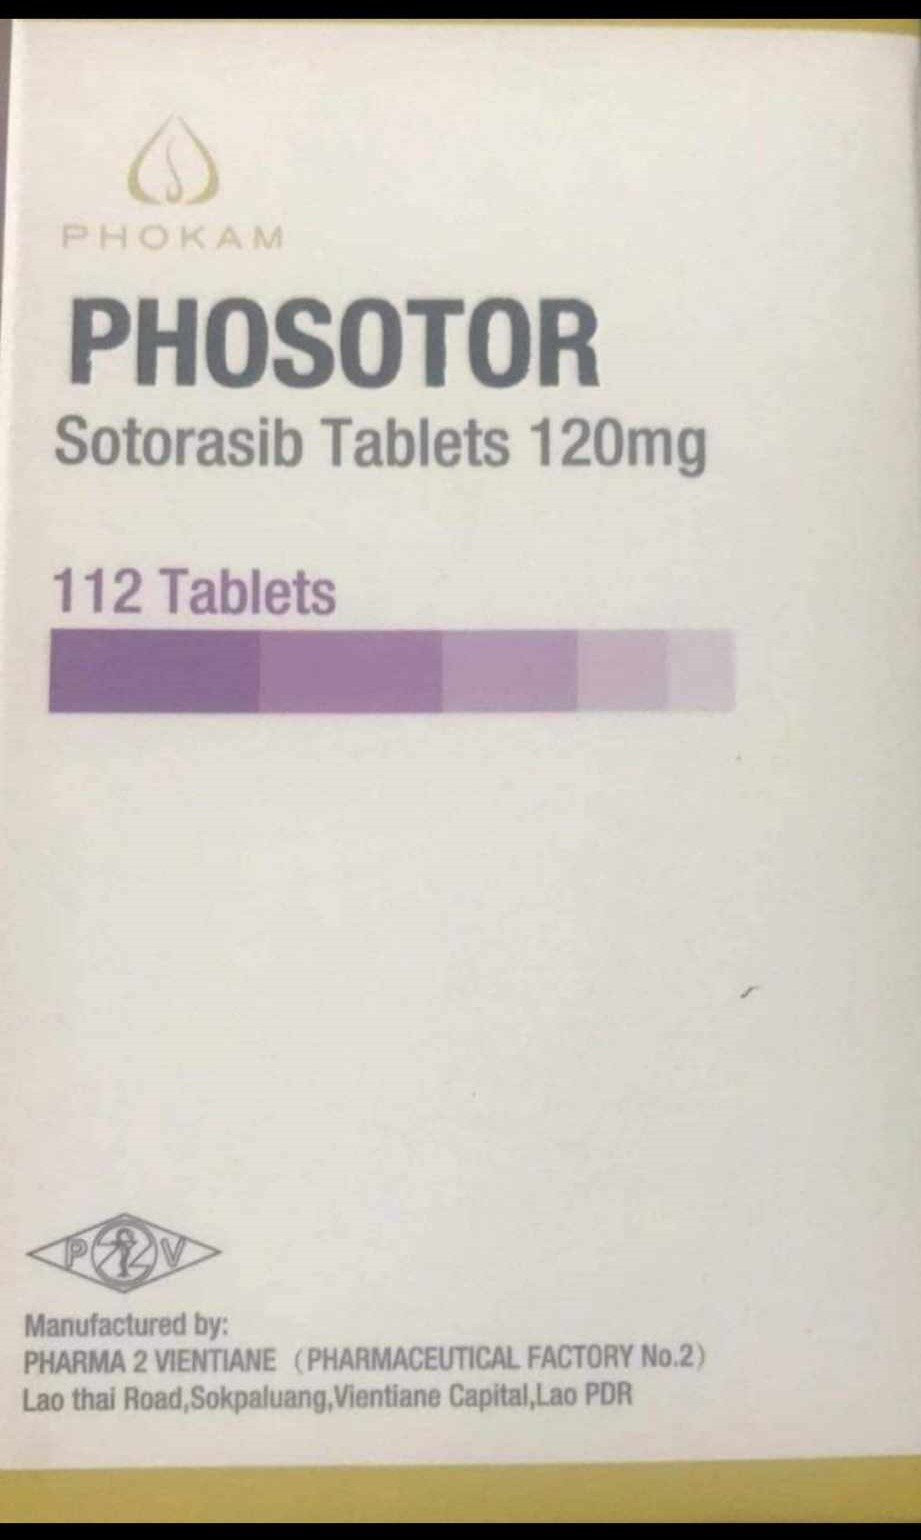 PHOKAM
PHOSOTOR
Sotorasib Tablets 120mg
112 Tablets
P 2 V
Manufactured by:
PHARMA 2 VIENTIANE（PHARMACEUTICAL FACTORY No.2）
Lao thai Road,Sokpaluang,Vientiane Capital,Lao PDR